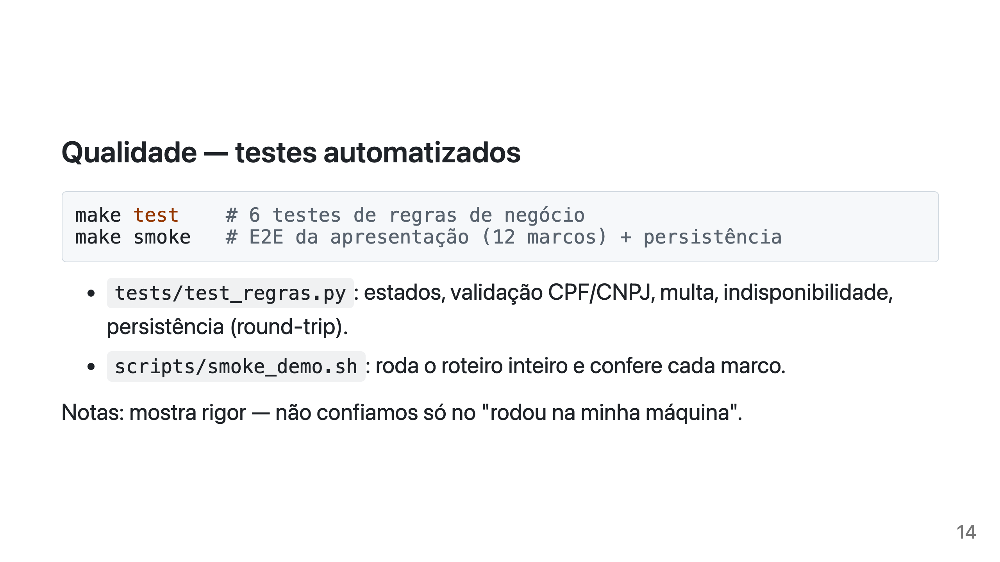 Qualidade — testes automatizados
make test    # 6 testes de regras de negócio
make smoke   # E2E da apresentação (12 marcos) + persistência
• tests/test_regras.py : estados, validação CPF/CNPJ, multa, indisponibilidade,
persistência (round-trip).
• scripts/smoke_demo.sh : roda o roteiro inteiro e confere cada marco.
Notas: mostra rigor — não confiamos só no "rodou na minha máquina".
14